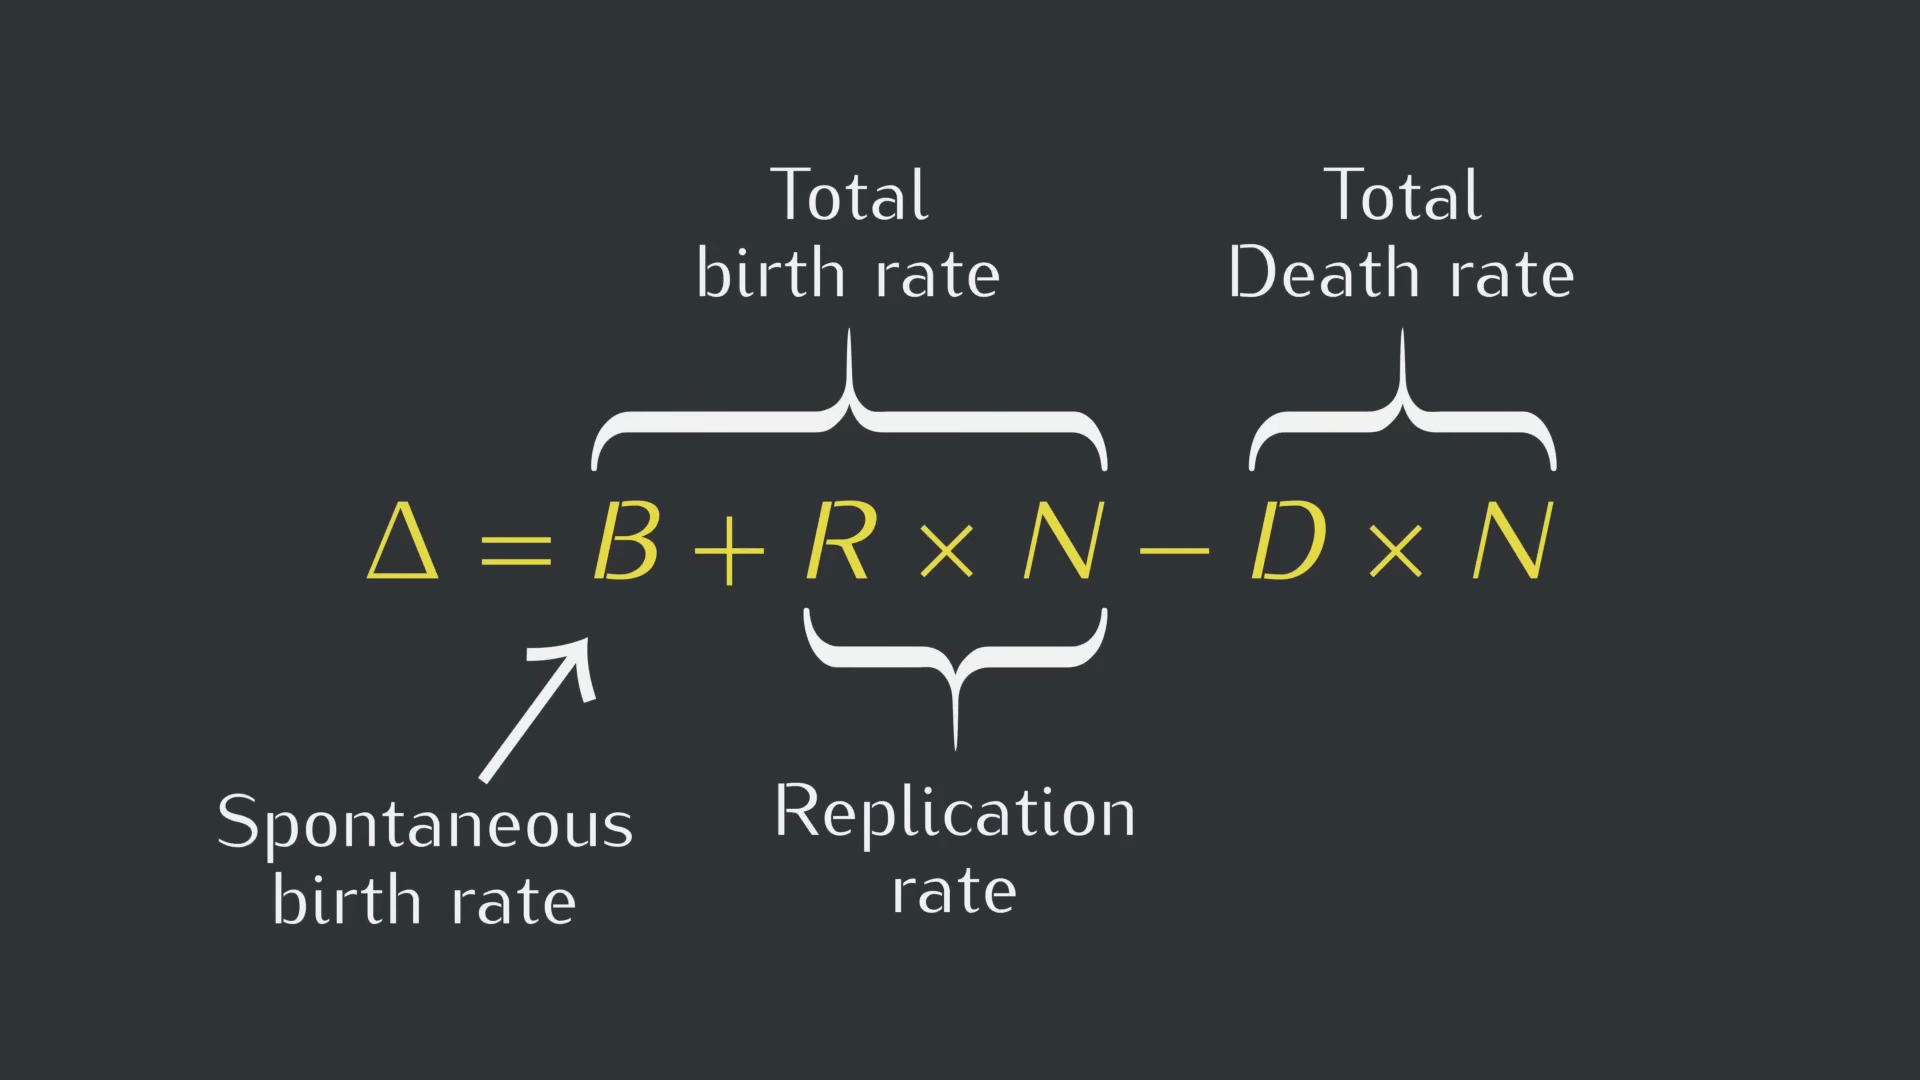 Total
birth rate
Total
Death rate
Δ = B + R × N − D × N
Spontaneous
birth rate
Replication
rate